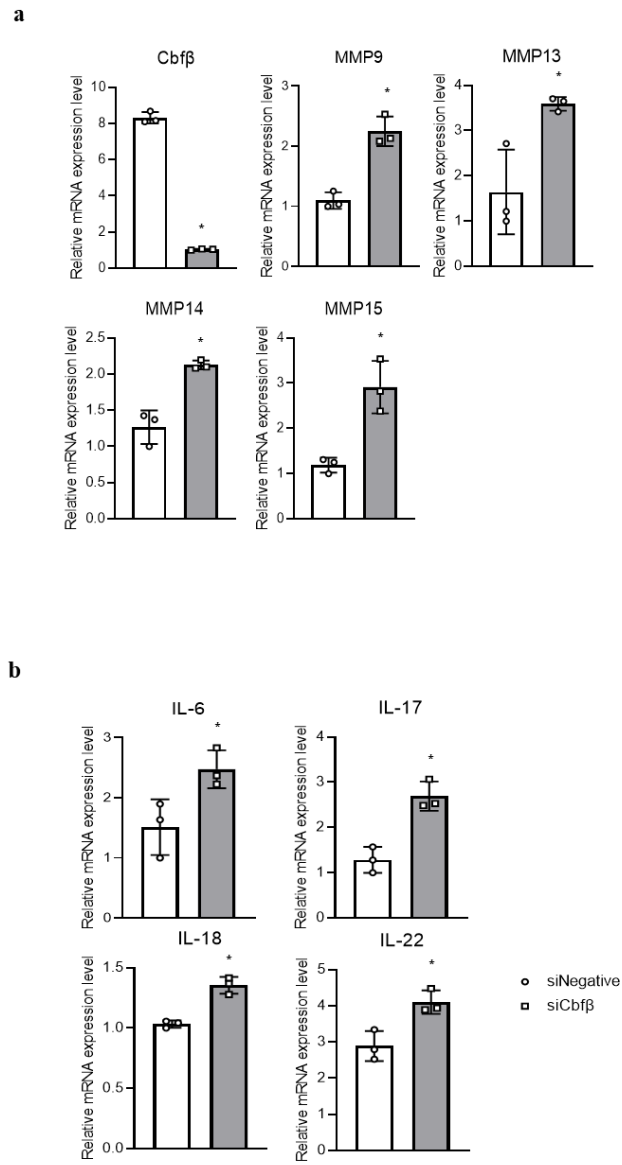 a
Cbfβ
MMP9
MMP13
Relative mRNA expression level
10
8
6
4
2
0
*
Relative mRNA expression level
3
2
1
0
*
Relative mRNA expression level
4
3
2
1
0
*
MMP14
MMP15
Relative mRNA expression level
2.5
2.0
1.5
1.0
0.5
0.0
*
Relative mRNA expression level
4
3
2
1
0
*
b
IL-6
IL-17
Relative mRNA expression level
3
2
1
0
*
Relative mRNA expression level
4
3
2
1
0
*
IL-18
IL-22
Relative mRNA expression level
1.5
1.0
0.5
0.0
*
Relative mRNA expression level
5
4
3
2
1
0
*
siNegative
siCbfβ